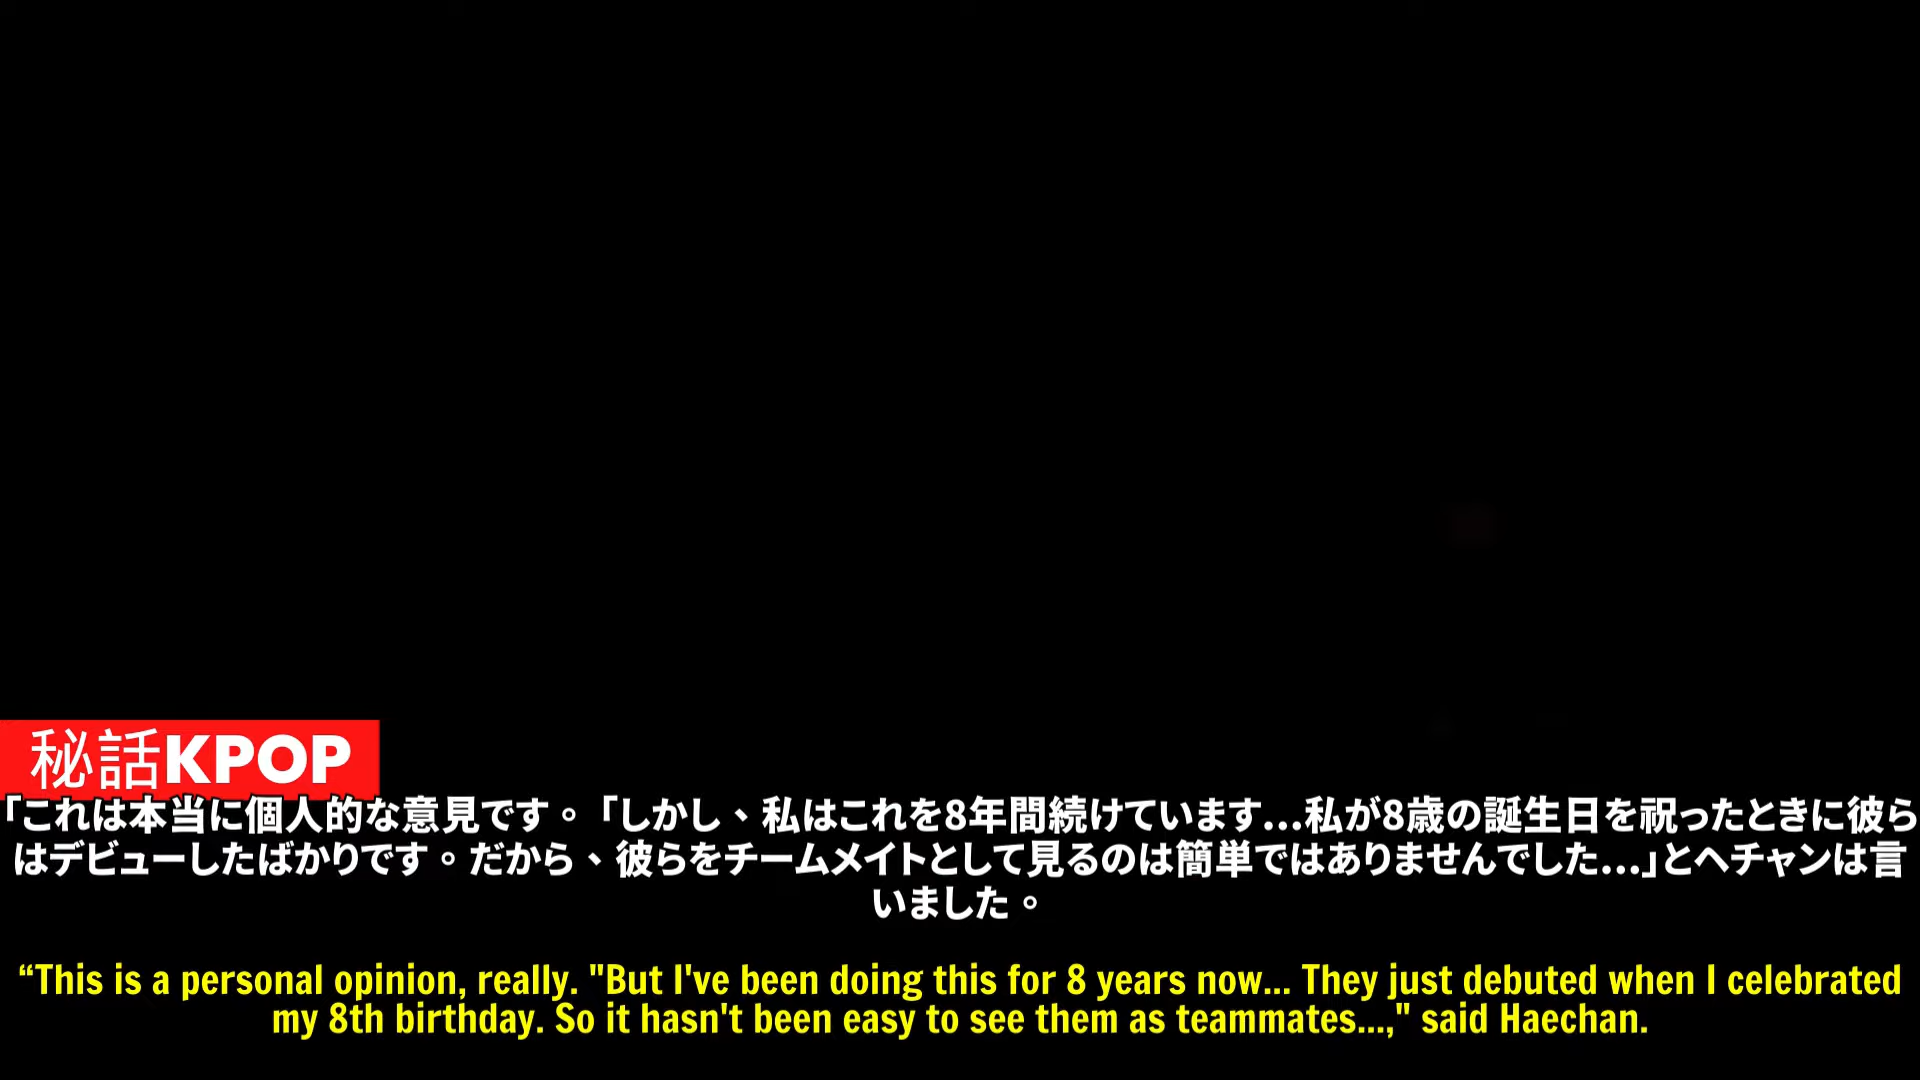 秘話KPOP
「これは本当に個人的な意見です。「しかし、私はこれを8年間続けています...私が8歳の誕生日を祝ったときに彼ら
はデビューしたばかりです。だから、彼らをチームメイトとして見るのは簡単ではありませんでした...」とヘチャンは言
いました。
“This is a personal opinion, really. "But I've been doing this for 8 years now... They just debuted when I celebrated
my 8th birthday. So it hasn't been easy to see them as teammates...," said Haechan.